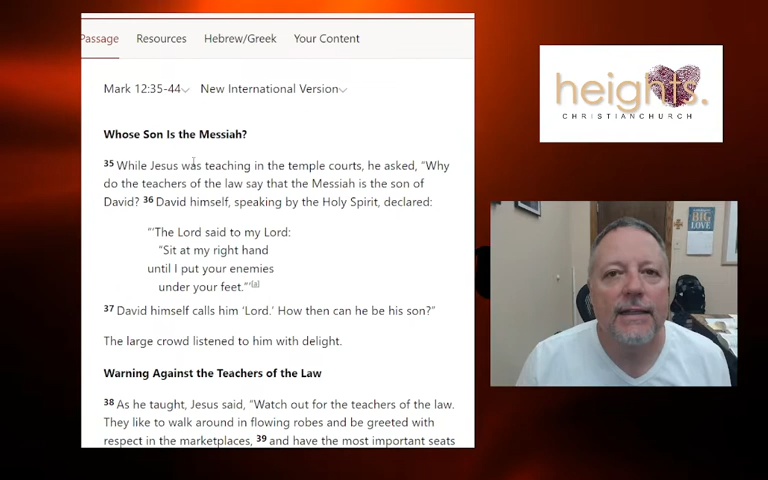 Passage Resources Hebrew/Greek Your Content
Mark 12:35-44 New International Version
Whose Son Is the Messiah?
35 While Jesus was teaching in the temple courts, he asked, “Why
do the teachers of the law say that the Messiah is the son of
David? 36 David himself, speaking by the Holy Spirit, declared:
“‘The Lord said to my Lord:
“Sit at my right hand
until I put your enemies
under your feet.”’[a]
37 David himself calls him ‘Lord.’ How then can he be his son?”
The large crowd listened to him with delight.
Warning Against the Teachers of the Law
38 As he taught, Jesus said, “Watch out for the teachers of the law.
They like to walk around in flowing robes and be greeted with
respect in the marketplaces, 39 and have the most important seats
heights.
CHRISTIANCHURCH
BIG
LOVE